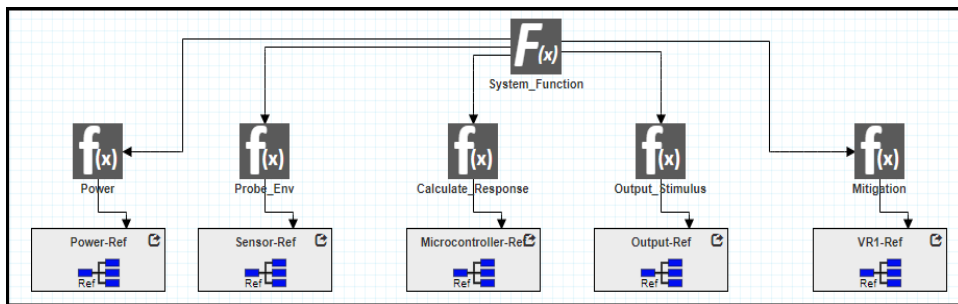 F(x)
System_Function
f(x) f(x) f(x) f(x) f(x)
Power Probe_Env Calculate_Response Output_Stimulus Mitigation
Power-Ref Sensor-Ref Microcontroller-Ref Output-Ref VR1-Ref
Ref Ref Ref Ref Ref